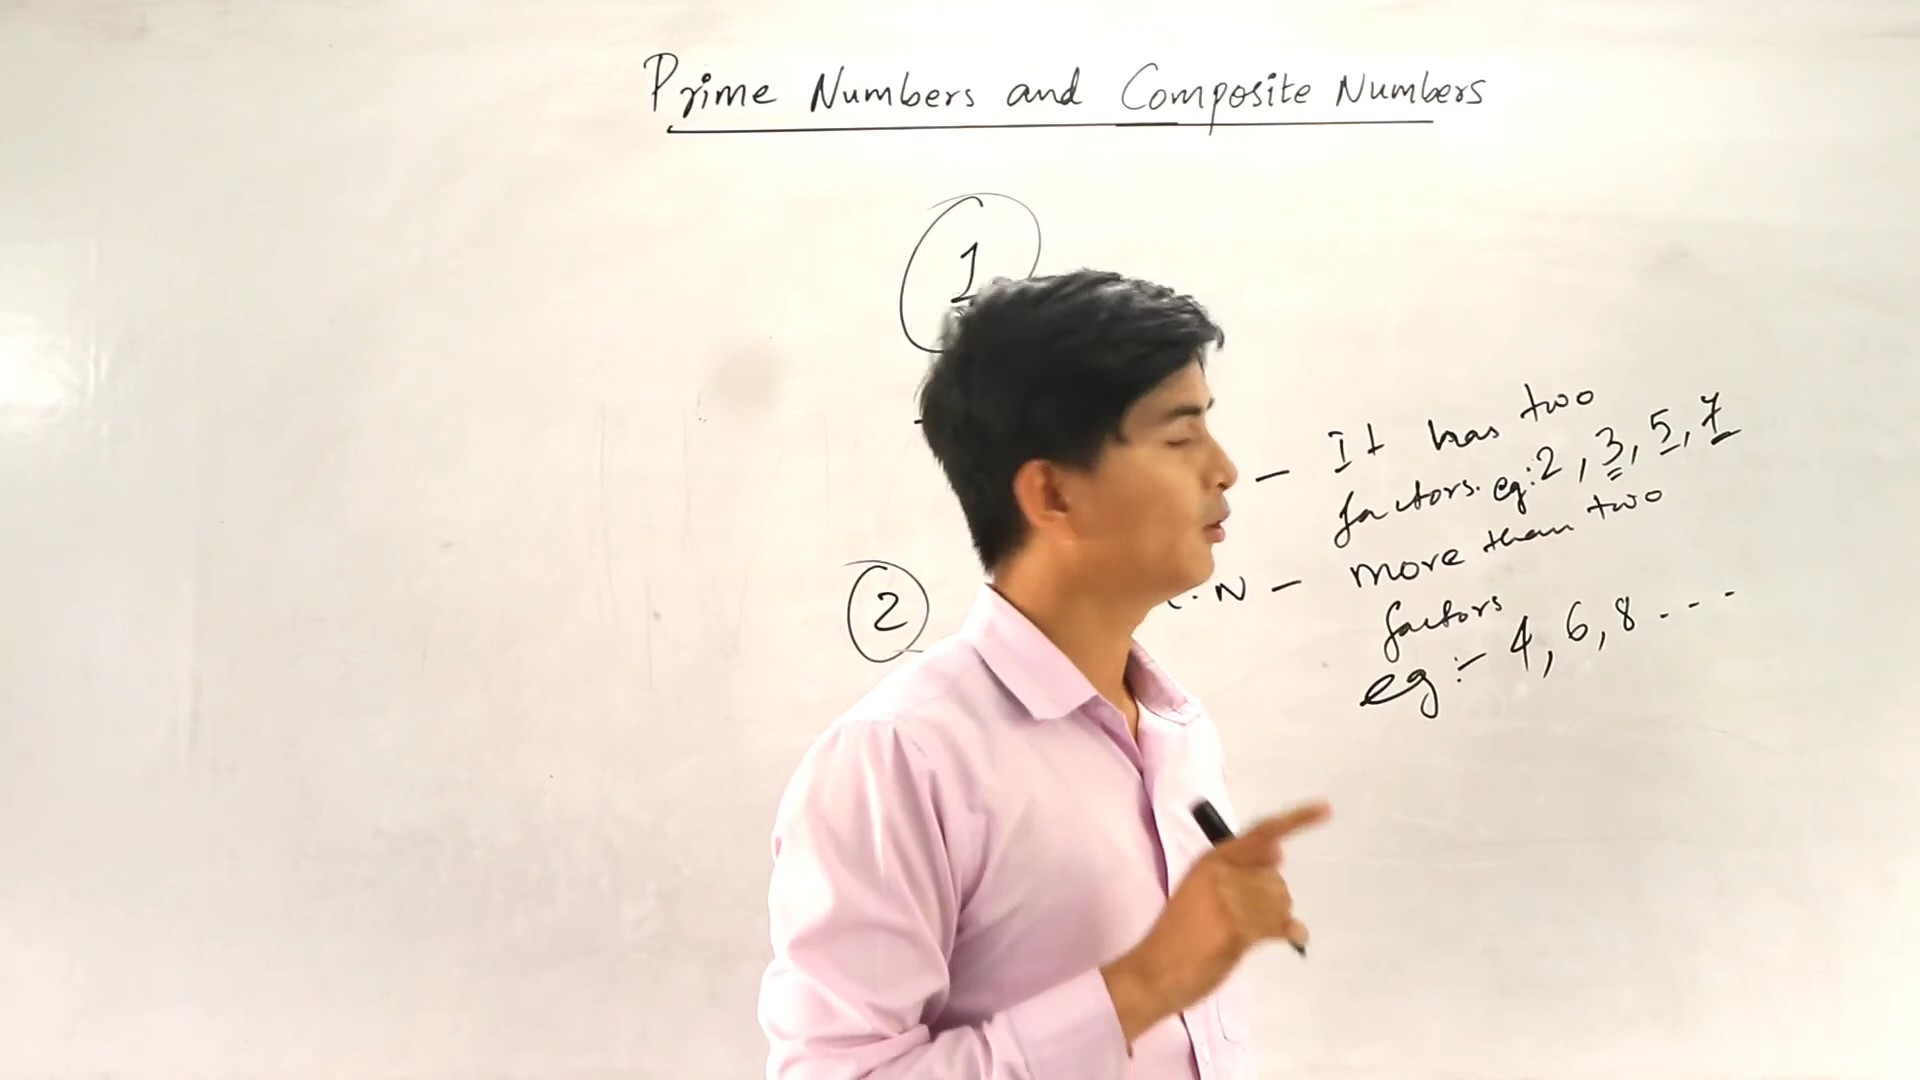 Prime Numbers and Composite Numbers
1
- It has two
factors. eg: 2, 3, 5, 7
2
.N - more than two
factors
eg:- 4, 6, 8 - - -